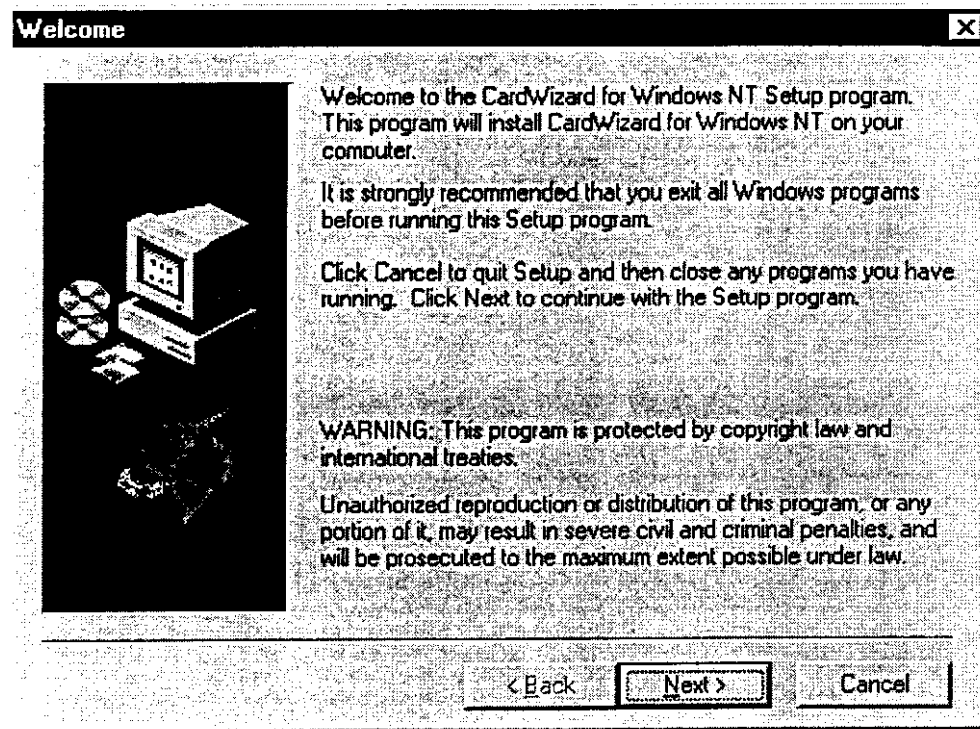 Welcome
Welcome to the CardWizard for Windows NT Setup program.
This program will install CardWizard for Windows NT on your
computer.
It is strongly recommended that you exit all Windows programs
before running this Setup program.
Click Cancel to quit Setup and then close any programs you have
running. Click Next to continue with the Setup program.
WARNING: This program is protected by copyright law and
international treaties.
Unauthorized reproduction or distribution of this program, or any
portion of it, may result in severe civil and criminal penalties, and
will be prosecuted to the maximum extent possible under law.
< Back Next > Cancel